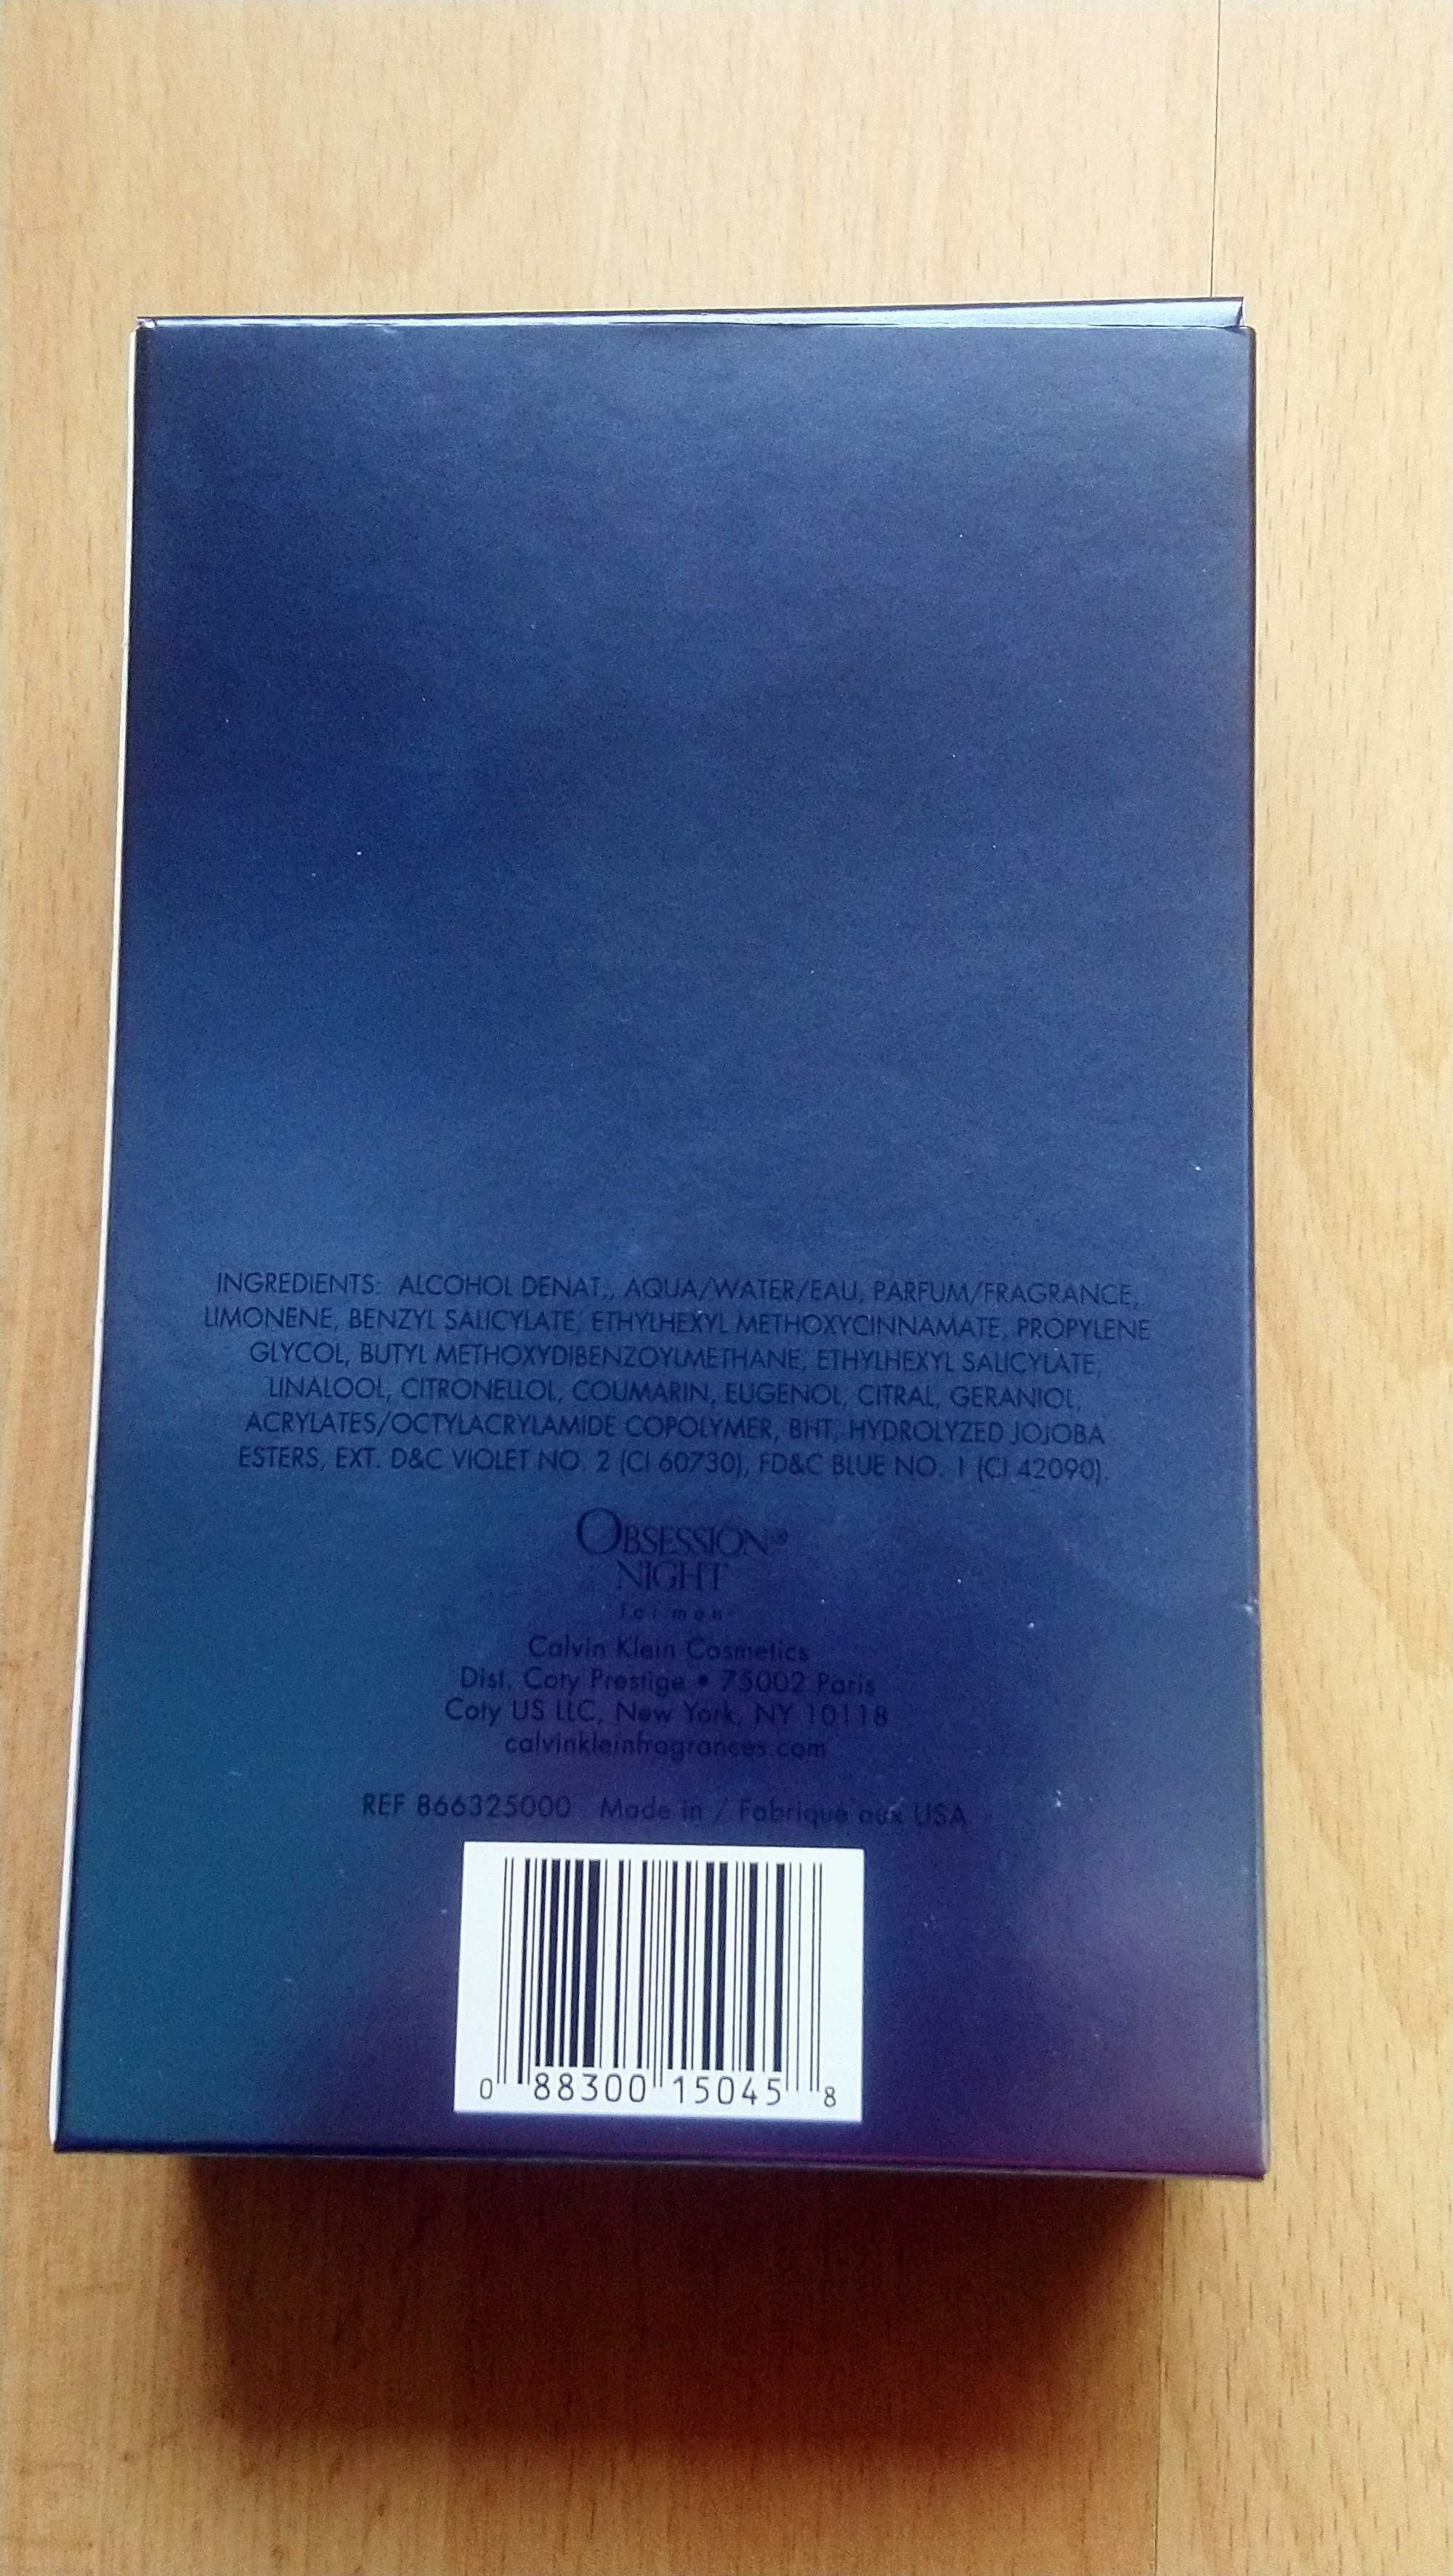 INGREDIENTS: ALCOHOL DENAT., AQUA/WATER/EAU, PARFUM/FRAGRANCE,
LIMONENE, BENZYL SALICYLATE, ETHYLHEXYL METHOXYCINNAMATE, PROPYLENE
GLYCOL, BUTYL METHOXYDIBENZOYLMETHANE, ETHYLHEXYL SALICYLATE,
LINALOOL, CITRONELLOL, COUMARIN, EUGENOL, CITRAL, GERANIOL,
ACRYLATES/OCTYLACRYLAMIDE COPOLYMER, BHT, HYDROLYZED JOJOBA
ESTERS, EXT. D&C VIOLET NO. 2 (CI 60730), FD&C BLUE NO. 1 (CI 42090).
OBSESSION®
NIGHT
for men
Calvin Klein Cosmetics
Dist. Coty Prestige • 75002 Paris
Coty US LLC, New York, NY 10118
calvinkleinfragrances.com
REF 866325000 Made in / Fabriqué aux USA
0 88300 15045 8